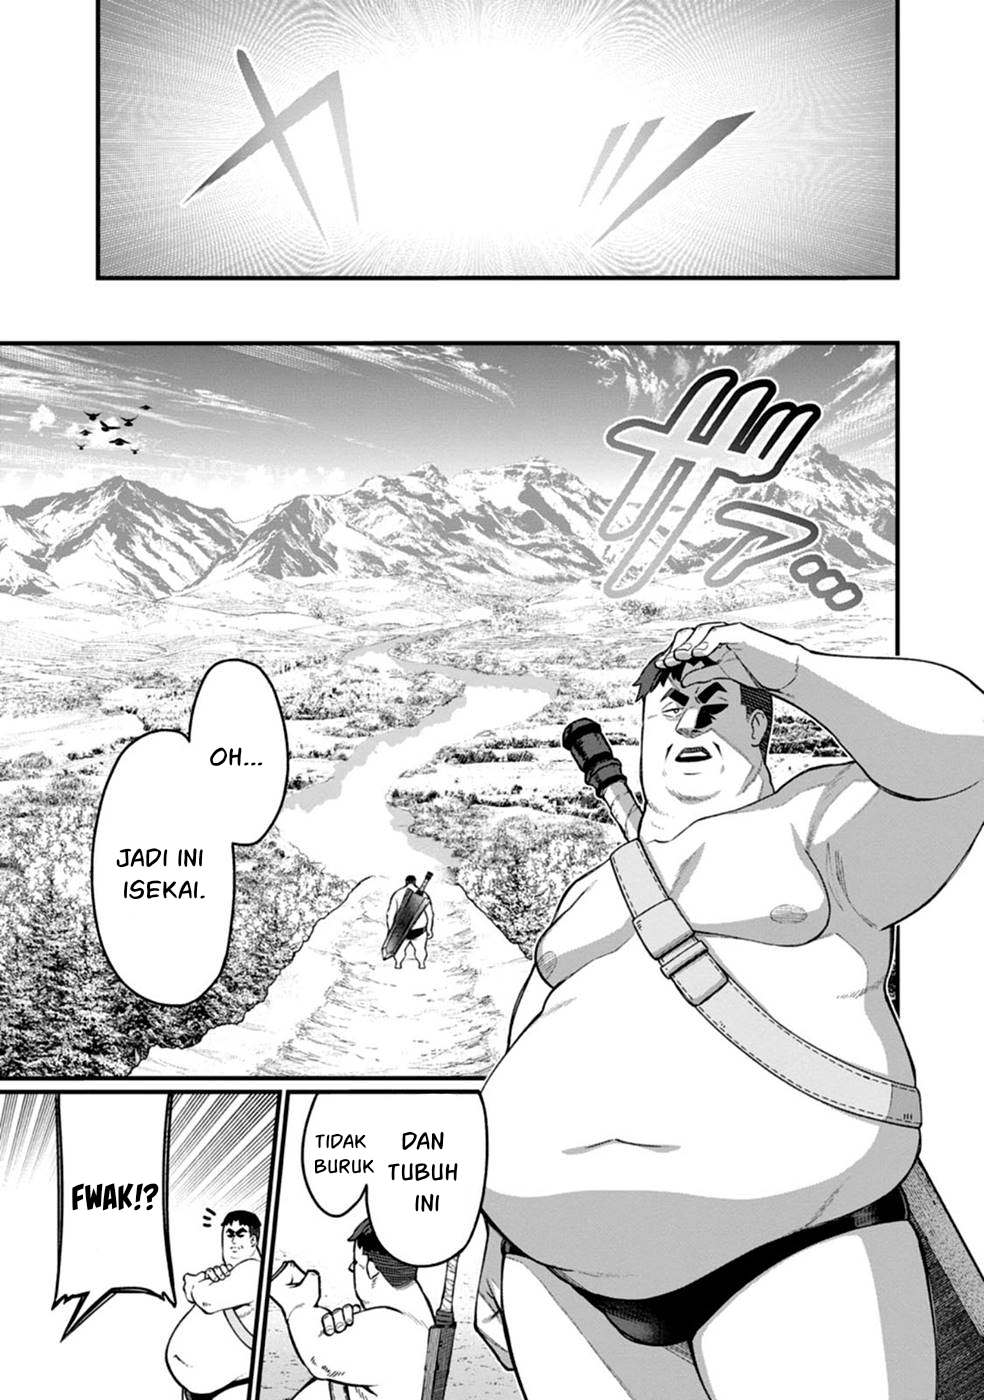 カッ
ザァ…
OH...
JADI INI
ISEKAI.
DAN
TUBUH
INI
TIDAK
BURUK
FWAK!?